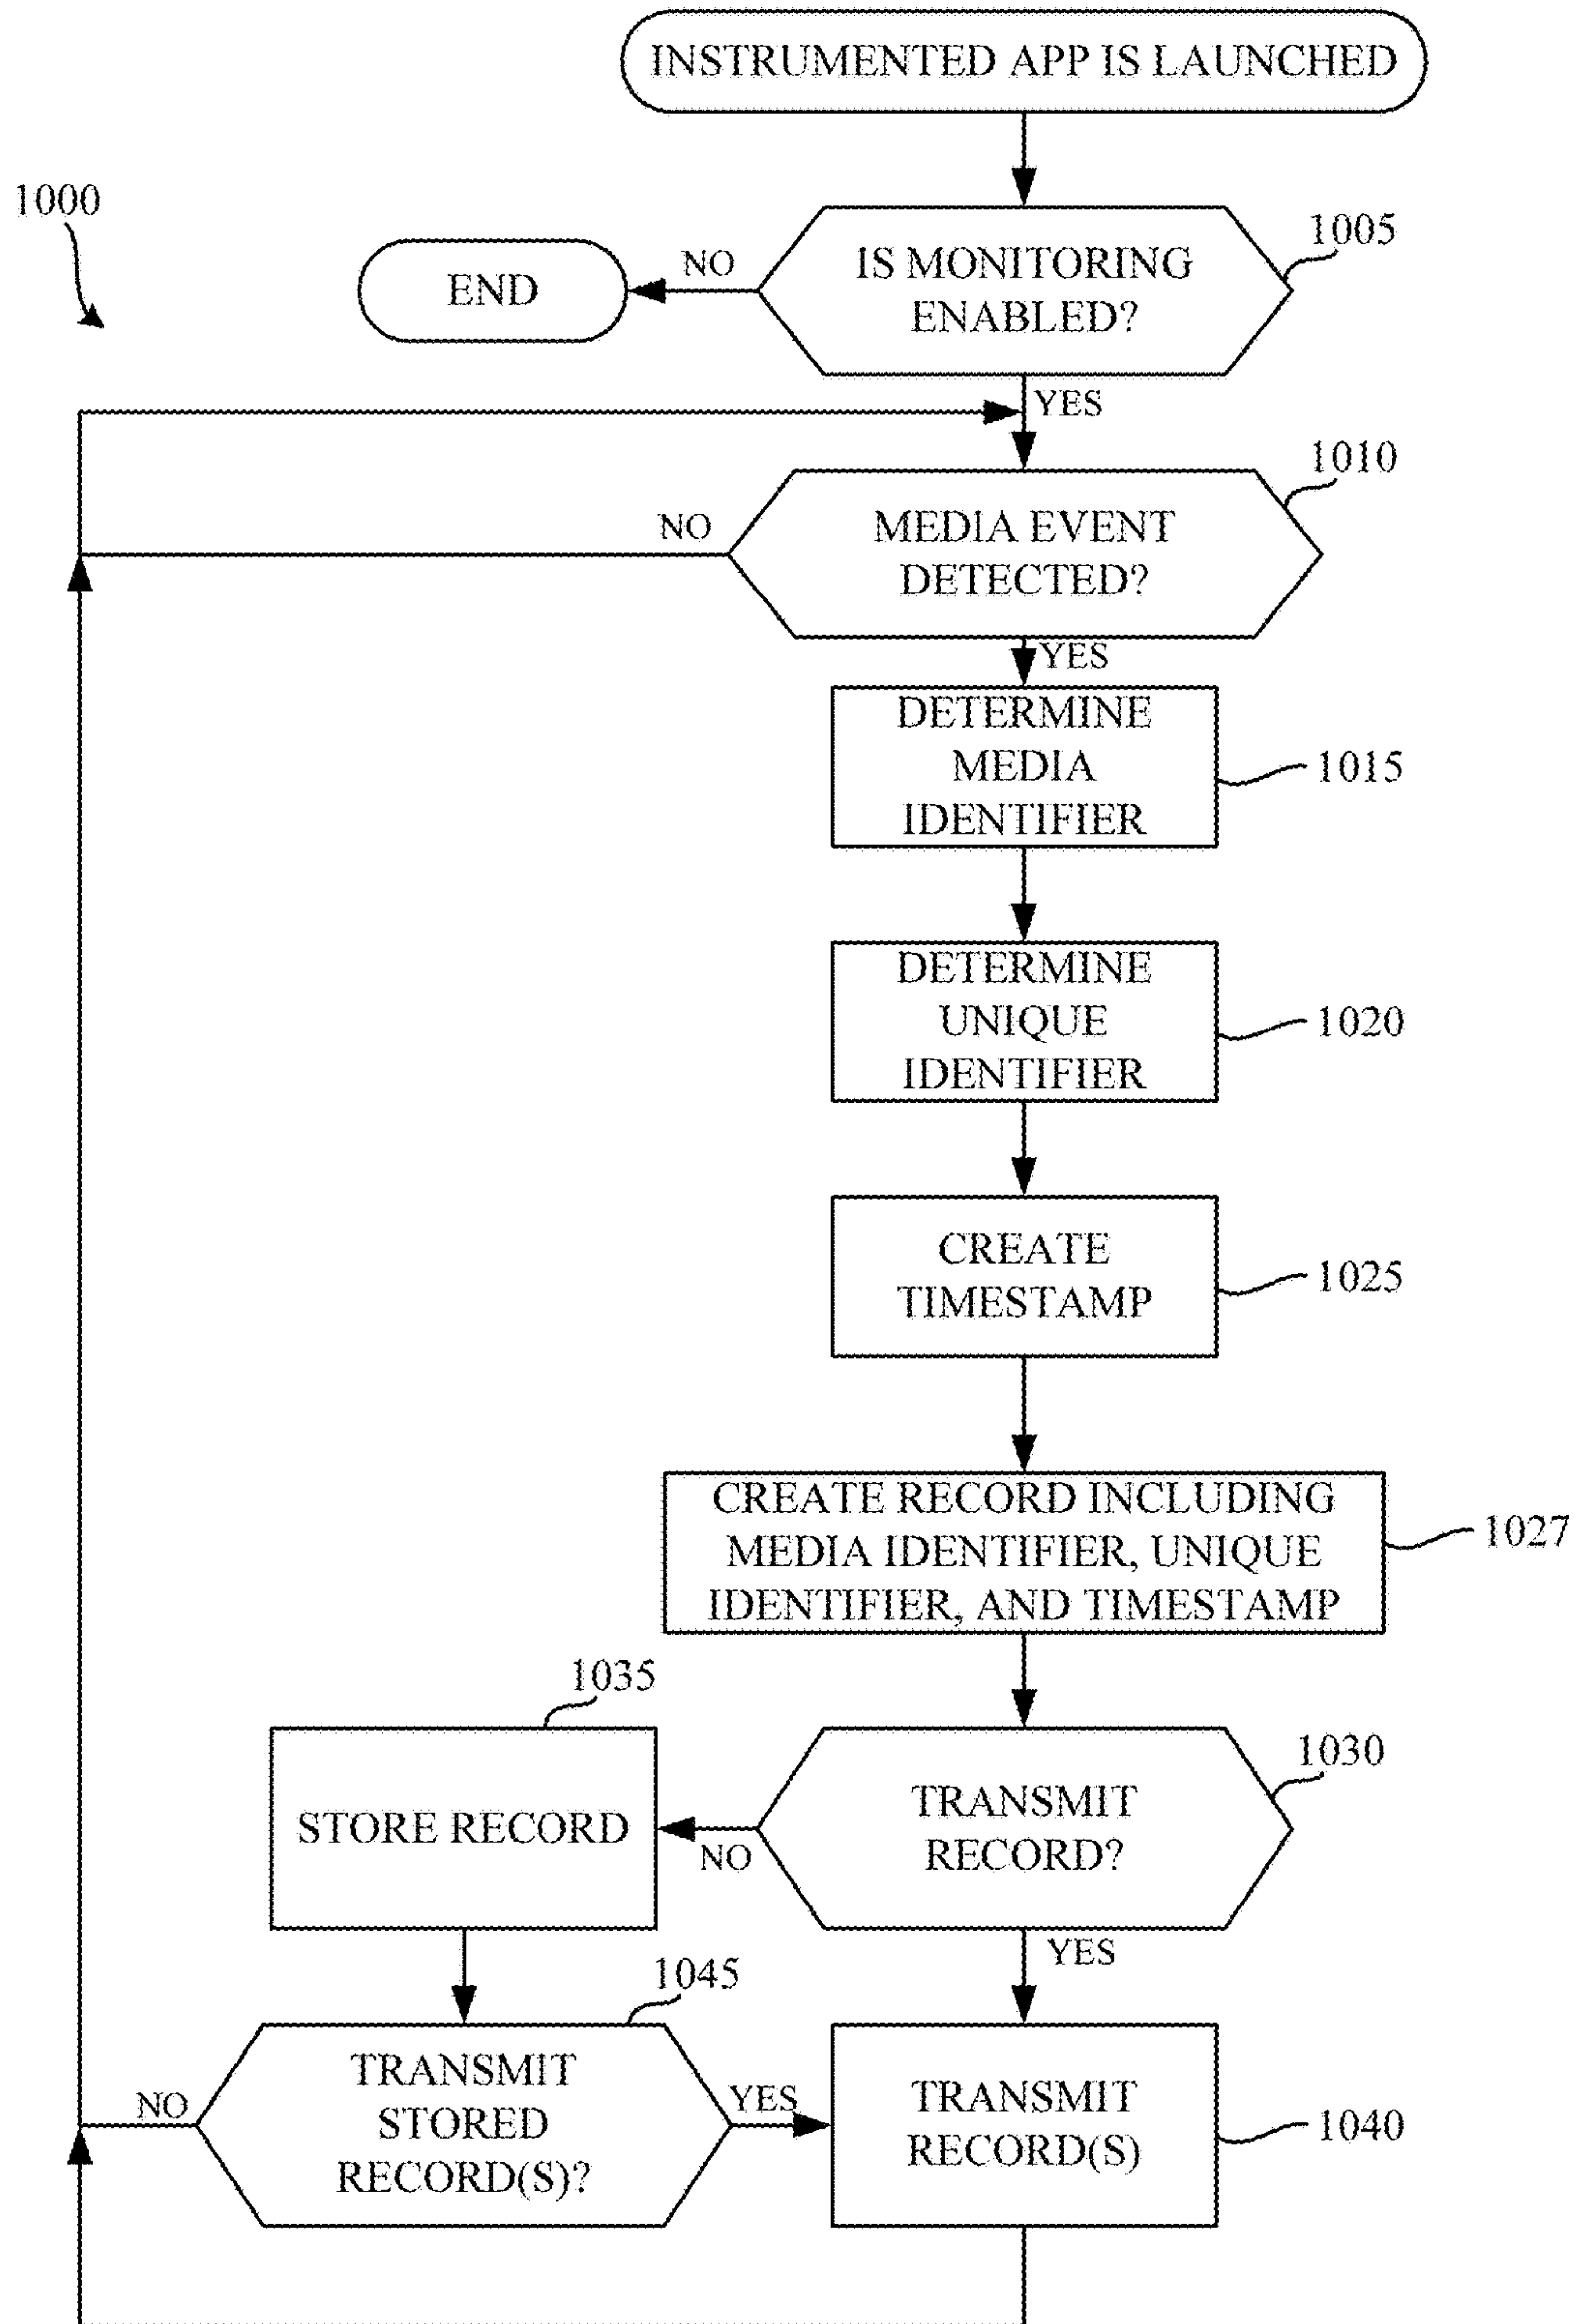 INSTRUMENTED APP IS LAUNCHED
1000
1005
IS MONITORING
ENABLED?
NO
END
YES
1010
MEDIA EVENT
DETECTED?
NO
YES
DETERMINE
MEDIA
IDENTIFIER
1015
DETERMINE
UNIQUE
IDENTIFIER
1020
CREATE
TIMESTAMP
1025
CREATE RECORD INCLUDING
MEDIA IDENTIFIER, UNIQUE
IDENTIFIER, AND TIMESTAMP
1027
1035
STORE RECORD
1030
TRANSMIT
RECORD?
NO
YES
1045
TRANSMIT
STORED
RECORD(S)?
NO
YES
TRANSMIT
RECORD(S)
1040